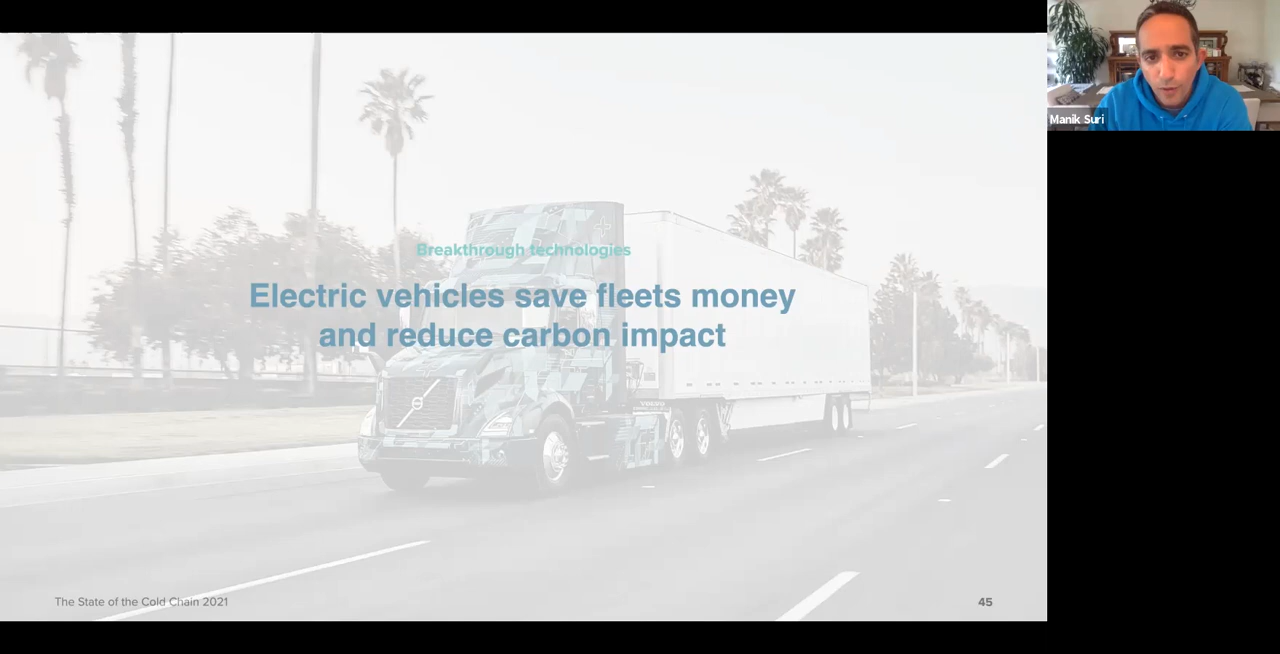 Breakthrough technologies
Electric vehicles save fleets money
and reduce carbon impact
The State of the Cold Chain 2021
45
Manik Suri